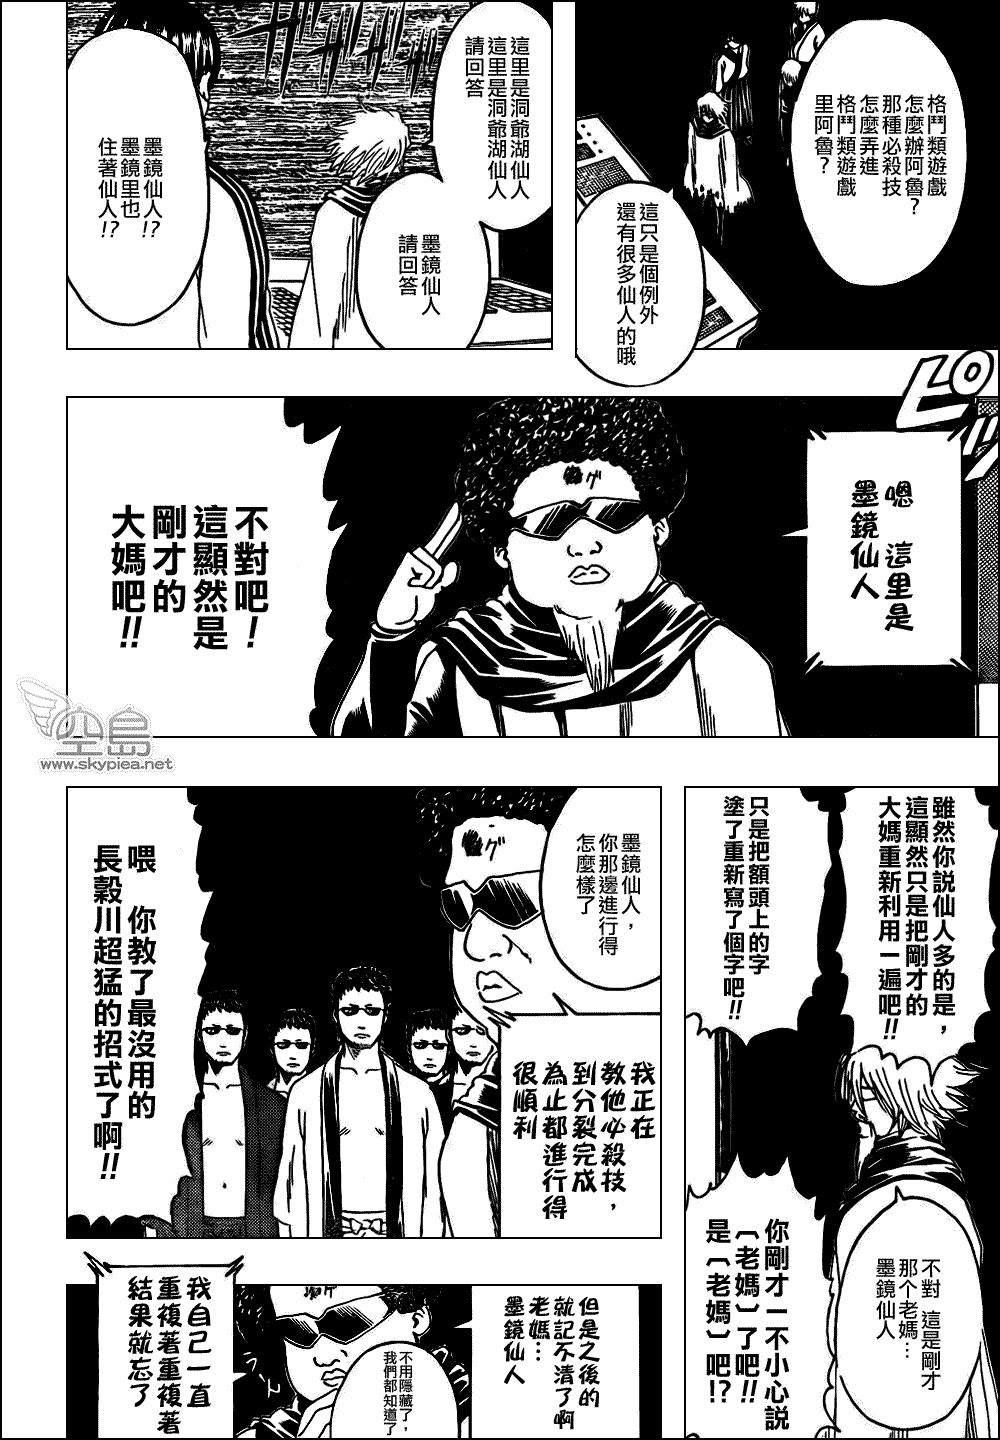 格鬥類遊戲
怎麼辦阿魯?
那種必殺技
怎麼弄進
格鬥類遊戲
里阿魯?
這只是個例外
還有很多仙人的哦
這里是洞爺湖仙人
這里是洞爺湖仙人
請回答
墨鏡仙人
請回答
墨鏡仙人!?
墨鏡里也
住著仙人!?
ピピッ
嗯 這里是
墨鏡仙人
グ
不對吧!
這顯然是
剛才的
大媽吧!!
空島
www.skypiea.net
雖然你説仙人多的是,
這顯然只是把剛才的
大媽重新利用一遍吧!!
只是把額頭上的字
塗了重新寫了個字吧!!
不對 這是剛才
那个老媽…
墨鏡仙人
你剛才一不小心説
〔老媽〕了吧!!
是〔老媽〕吧!?
墨鏡仙人,
你那邊進行得
怎麼樣了
グ
我正在
教他必殺技,
到分裂完成
為止都進行得
很順利
喂 你教了最沒用的
長穀川超猛的招式了啊!!
但是之後的
就記不清了啊
老媽…
墨鏡仙人
不用隱藏了,
我們都知道了
我自己一直
重複著重複著
結果就忘了